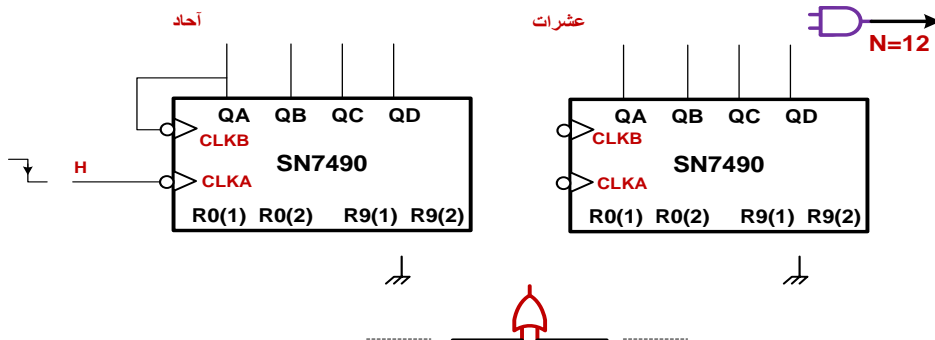 آحاد
عشرات
N=12
QA QB QC QD
CLKB
SN7490
H
CLKA
R0(1) R0(2) R9(1) R9(2)
QA QB QC QD
CLKB
SN7490
CLKA
R0(1) R0(2) R9(1) R9(2)